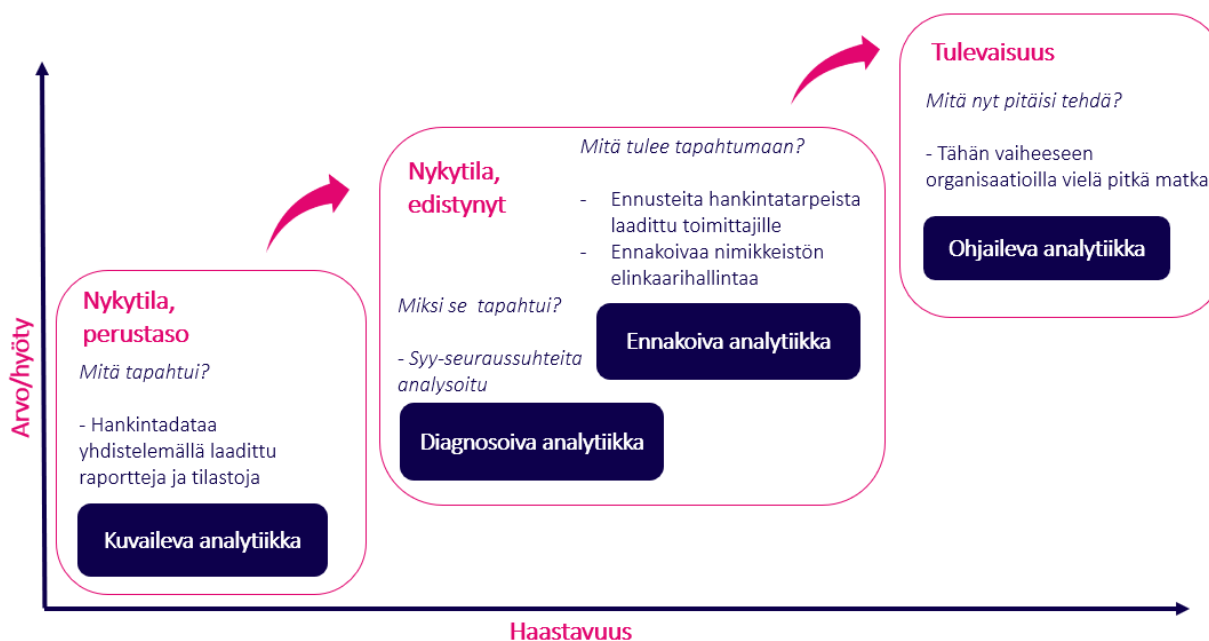 Arvo/hyöty
Nykytila,
perustaso
Mitä tapahtui?
- Hankintadataa
yhdistelemällä laadittu
raportteja ja tilastoja
Kuvaileva analytiikka
Nykytila,
edistynyt
Miksi se tapahtui?
- Syy-seuraussuhteita
analysoitu
Diagnosoiva analytiikka
Mitä tulee tapahtumaan?
- Ennusteita hankintatarpeista
laadittu toimittajille
- Ennakoivaa nimikkeistön
elinkaarihallintaa
Ennakoiva analytiikka
Tulevaisuus
Mitä nyt pitäisi tehdä?
- Tähän vaiheeseen
organisaatioilla vielä pitkä matka
Ohjaileva analytiikka
Haastavuus